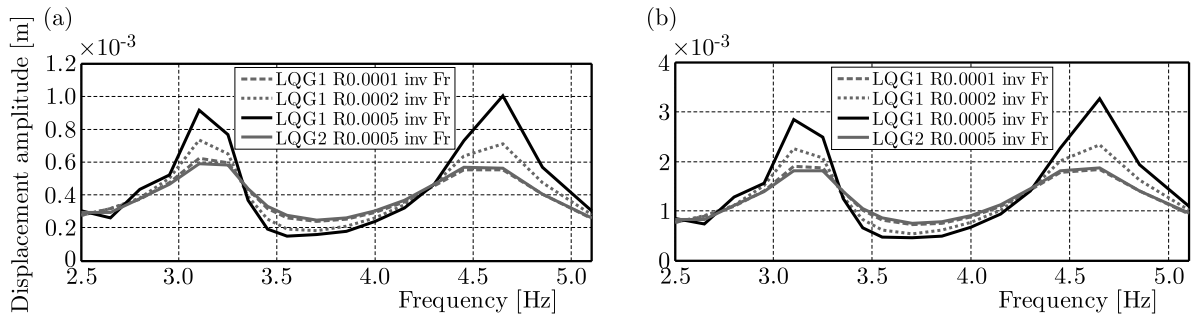 (a)
Displacement amplitude [m]
×10-3
1.2
1.0
0.8
0.6
0.4
0.2
0
LQG1 R0.0001 inv Fr
LQG1 R0.0002 inv Fr
LQG1 R0.0005 inv Fr
LQG2 R0.0005 inv Fr
2.5 3.0 3.5 4.0 4.5 5.0
Frequency [Hz]
(b)
×10-3
4
3
2
1
0
LQG1 R0.0001 inv Fr
LQG1 R0.0002 inv Fr
LQG1 R0.0005 inv Fr
LQG2 R0.0005 inv Fr
2.5 3.0 3.5 4.0 4.5 5.0
Frequency [Hz]